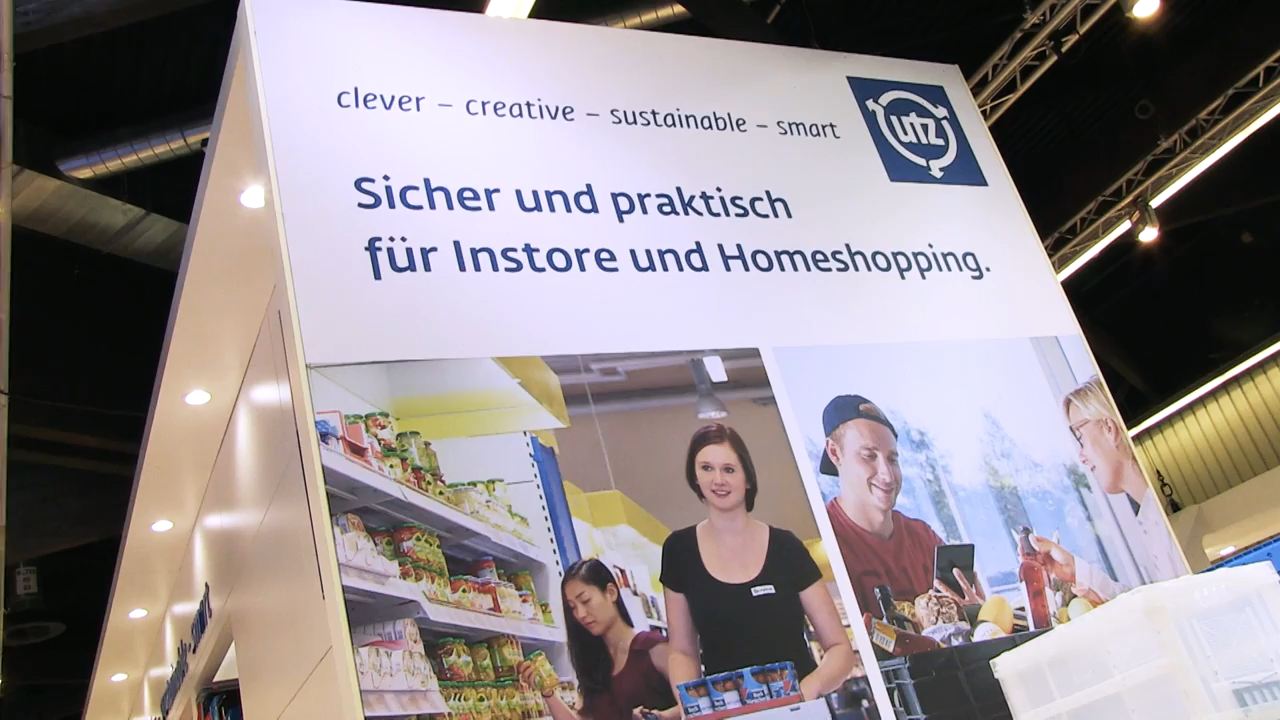 clever – creative – sustainable – smart
utz
Sicher und praktisch
für Instore und Homeshopping.